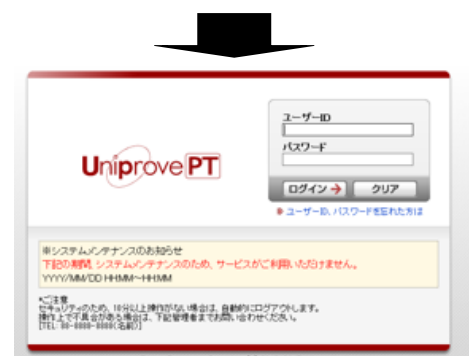 ユーザーID
パスワード
Uniprove PT
ログイン クリア
ユーザーID、パスワードを忘れた方は
※システムメンテナンスのお知らせ
下記の期間、システムメンテナンスのため、サービスがご利用いただけません。
YYYY/MM/DD HH:MM～HH:MM
*ご注意
セキュリティのため、10分以上操作がない場合は、自動的にログアウトします。
操作上で不具合がある場合は、下記管理者までお問い合わせください。
[TEL: 00-0000-0000(名前)]